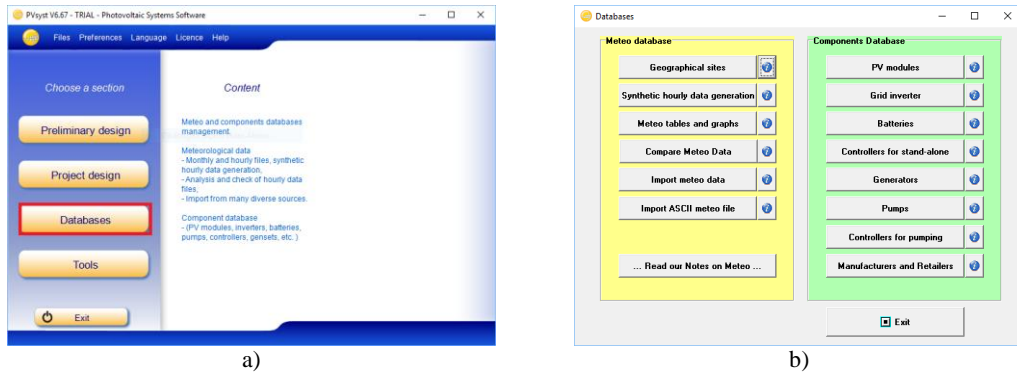 PVsyst V6.67 - TRIAL - Photovoltaic Systems Software
Files Preferences Language Licence Help
Choose a section
Preliminary design
Project design
Databases
Tools
Exit
Content
Meteo and components databases
management.
Meteorological data
- Monthly and hourly files, synthetic
hourly data generation,
- Analysis and check of hourly data
files,
- Import from many diverse sources.
Component database
- (PV modules, inverters, batteries,
pumps, controllers, gensets, etc. )
a)
Databases
Meteo database
Geographical sites
Synthetic hourly data generation
Meteo tables and graphs
Compare Meteo Data
Import meteo data
Import ASCII meteo file
... Read our Notes on Meteo ...
Components Database
PV modules
Grid inverter
Batteries
Controllers for stand-alone
Generators
Pumps
Controllers for pumping
Manufacturers and Retailers
Exit
b)